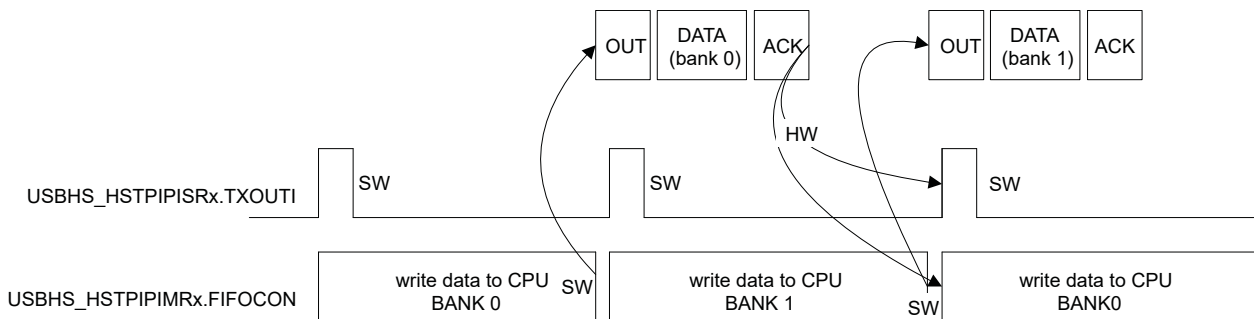 OUT
DATA
(bank 0)
ACK
OUT
DATA
(bank 1)
ACK
HW
USBHS_HSTPIPISRx.TXOUTI
SW
SW
SW
USBHS_HSTPIPIMRx.FIFOCON
write data to CPU
BANK 0
SW
write data to CPU
BANK 1
SW
write data to CPU
BANK0